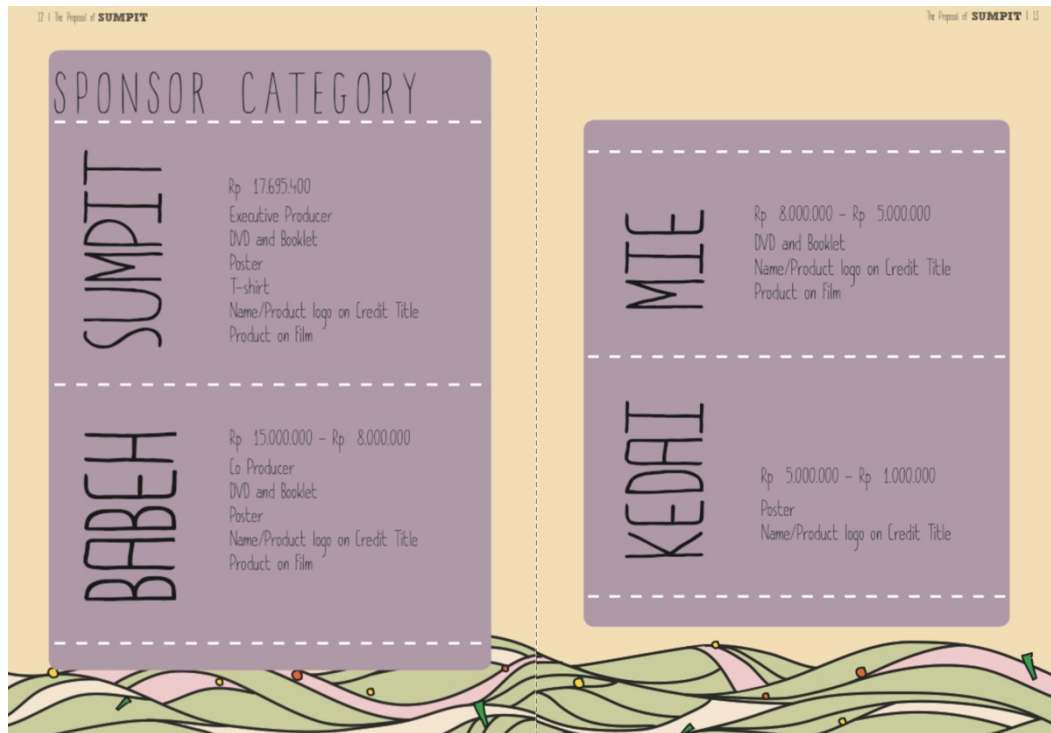 12 | The Proposal of SUMPIT
SPONSOR CATEGORY
SUMPIT
Rp 17.695.400
Executive Producer
DVD and Booklet
Poster
T-shirt
Name/Product logo on Credit Title
Product on Film
BABEH
Rp 15.000.000 - Rp 8.000.000
Co Producer
DVD and Booklet
Poster
Name/Product logo on Credit Title
Product on Film
The Proposal of SUMPIT | 13
MIE
Rp 8.000.000 - Rp 5.000.000
DVD and Booklet
Name/Product logo on Credit Title
Product on Film
KEDAI
Rp 5.000.000 - Rp 1.000.000
Poster
Name/Product logo on Credit Title